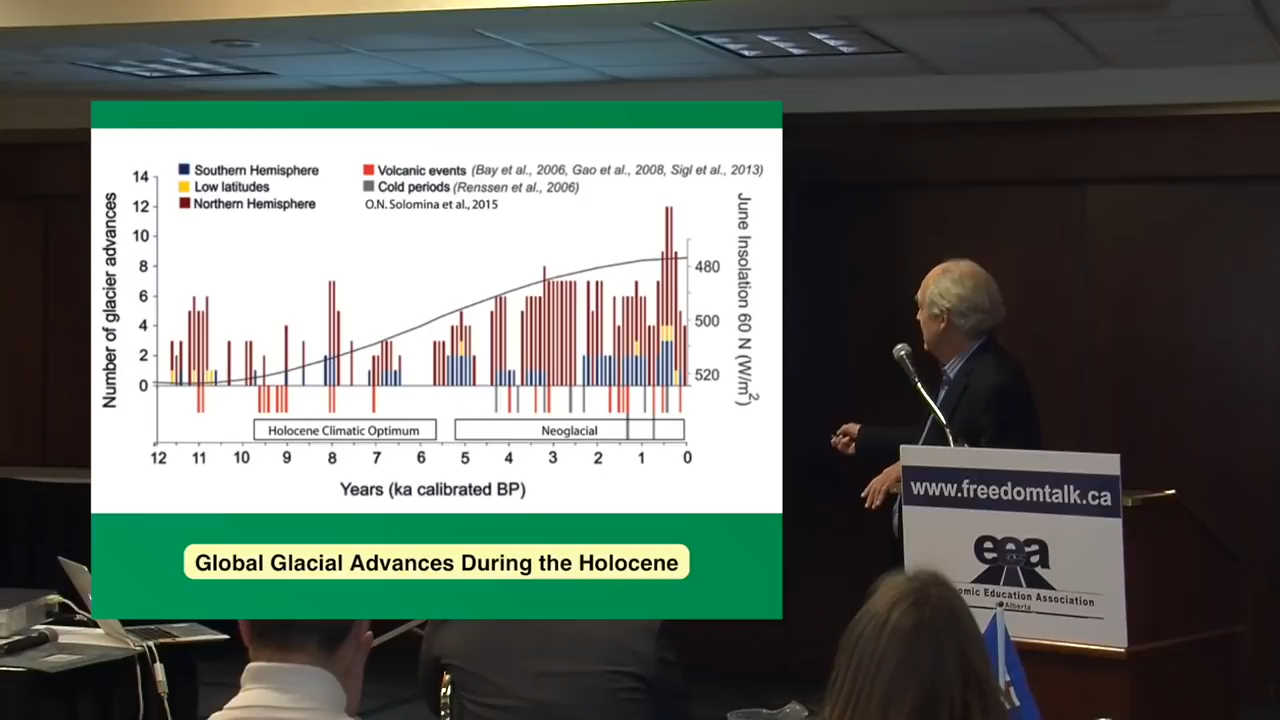 Southern Hemisphere
Low latitudes
Northern Hemisphere
Volcanic events (Bay et al., 2006, Gao et al., 2008, Sigl et al., 2013)
Cold periods (Renssen et al., 2006)
O.N. Solomina et al., 2015
Number of glacier advances
14
12
10
8
6
4
2
0
June Insolation 60 N (W/m2)
480
500
520
Holocene Climatic Optimum
Neoglacial
12 11 10 9 8 7 6 5 4 3 2 1 0
Years (ka calibrated BP)
Global Glacial Advances During the Holocene
www.freedomtalk.ca
eea
omic Education Association
of Alberta